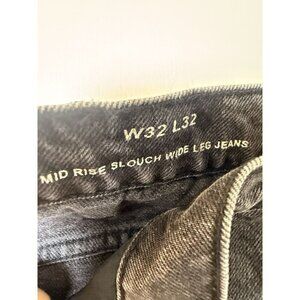 W32 L32
MID RISE SLOUCH WIDE LEG JEANS